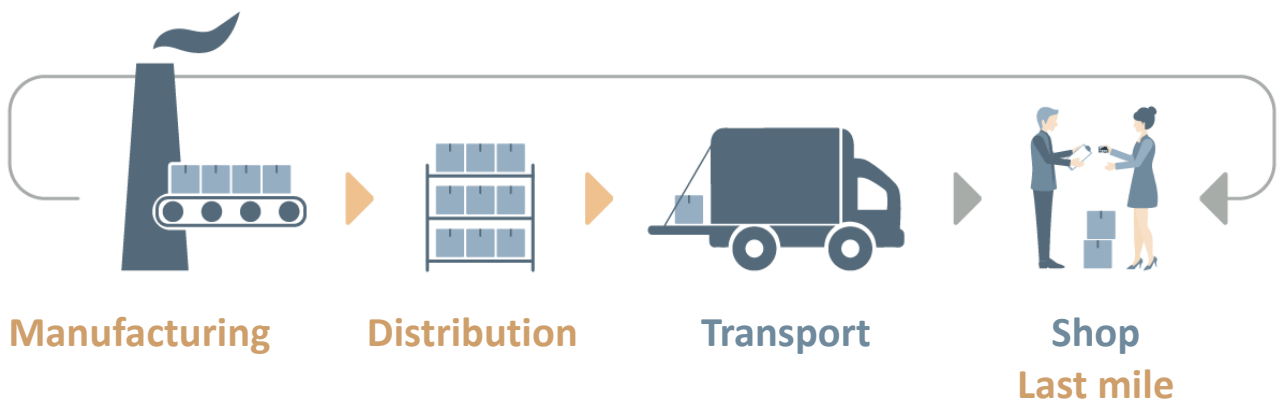 Manufacturing
Distribution
Transport
Shop
Last mile